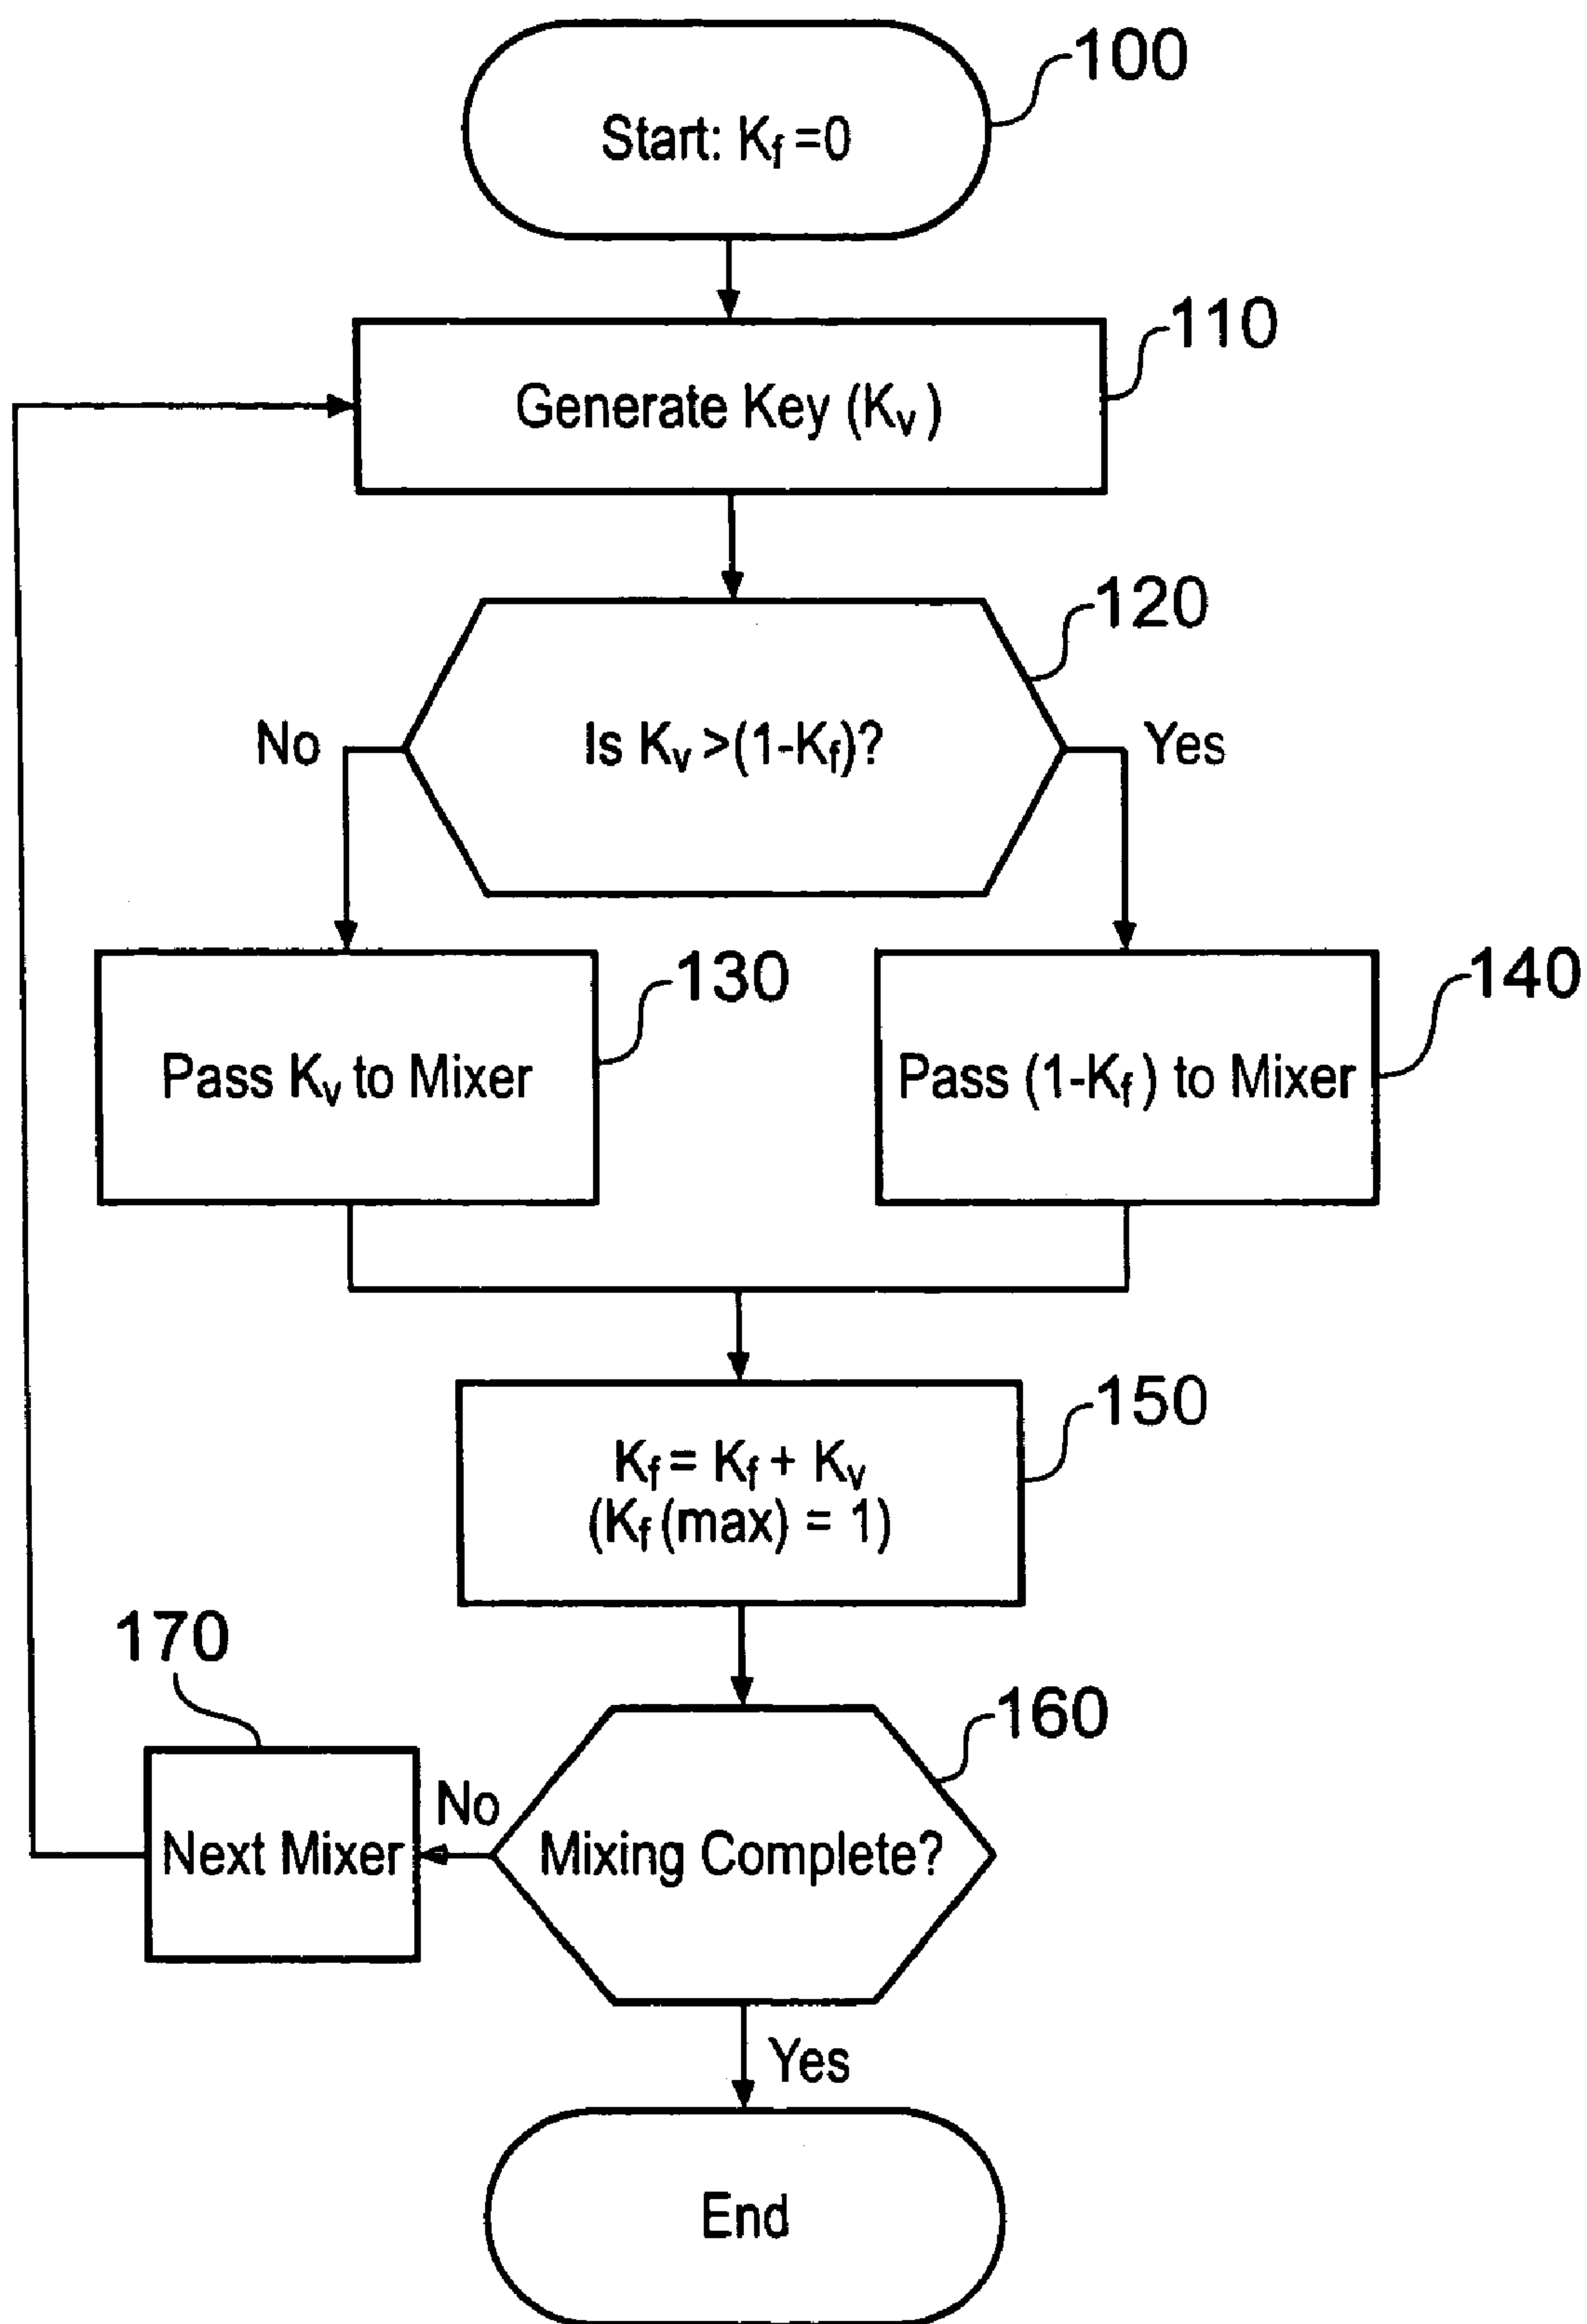 100
Start: Kf =0
110
Generate Key (Kv)
120
No
Is Kv >(1-Kf)?
Yes
130
140
Pass Kv to Mixer
Pass (1-Kf) to Mixer
150
Kf = Kf + Kv
(Kf (max) = 1)
170
160
No
Next Mixer
Mixing Complete?
Yes
End